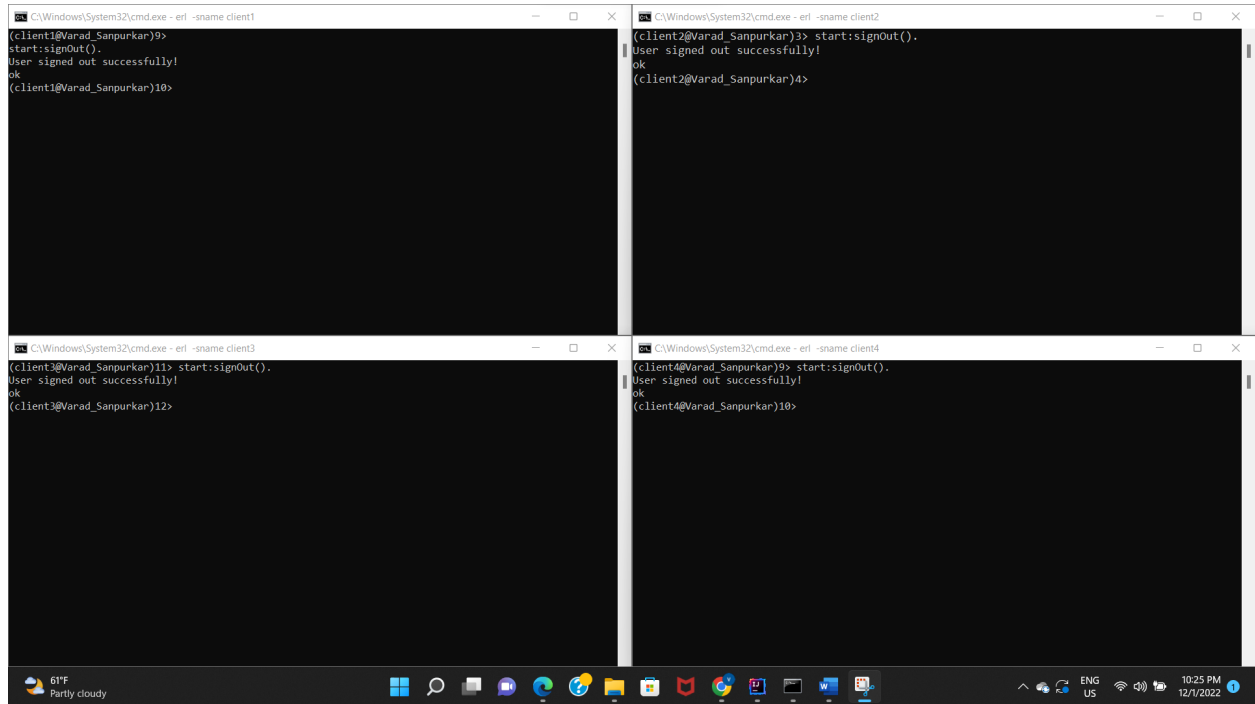 C:\Windows\System32\cmd.exe - erl -sname client1
(client1@Varad_Sanpurkar)9>
start:signOut().
User signed out successfully!
ok
(client1@Varad_Sanpurkar)10>
C:\Windows\System32\cmd.exe - erl -sname client2
(client2@Varad_Sanpurkar)3> start:signOut().
User signed out successfully!
ok
(client2@Varad_Sanpurkar)4>
C:\Windows\System32\cmd.exe - erl -sname client3
(client3@Varad_Sanpurkar)11> start:signOut().
User signed out successfully!
ok
(client3@Varad_Sanpurkar)12>
C:\Windows\System32\cmd.exe - erl -sname client4
(client4@Varad_Sanpurkar)9> start:signOut().
User signed out successfully!
ok
(client4@Varad_Sanpurkar)10>
61°F
Partly cloudy
ENG
US
10:25 PM
12/1/2022
1